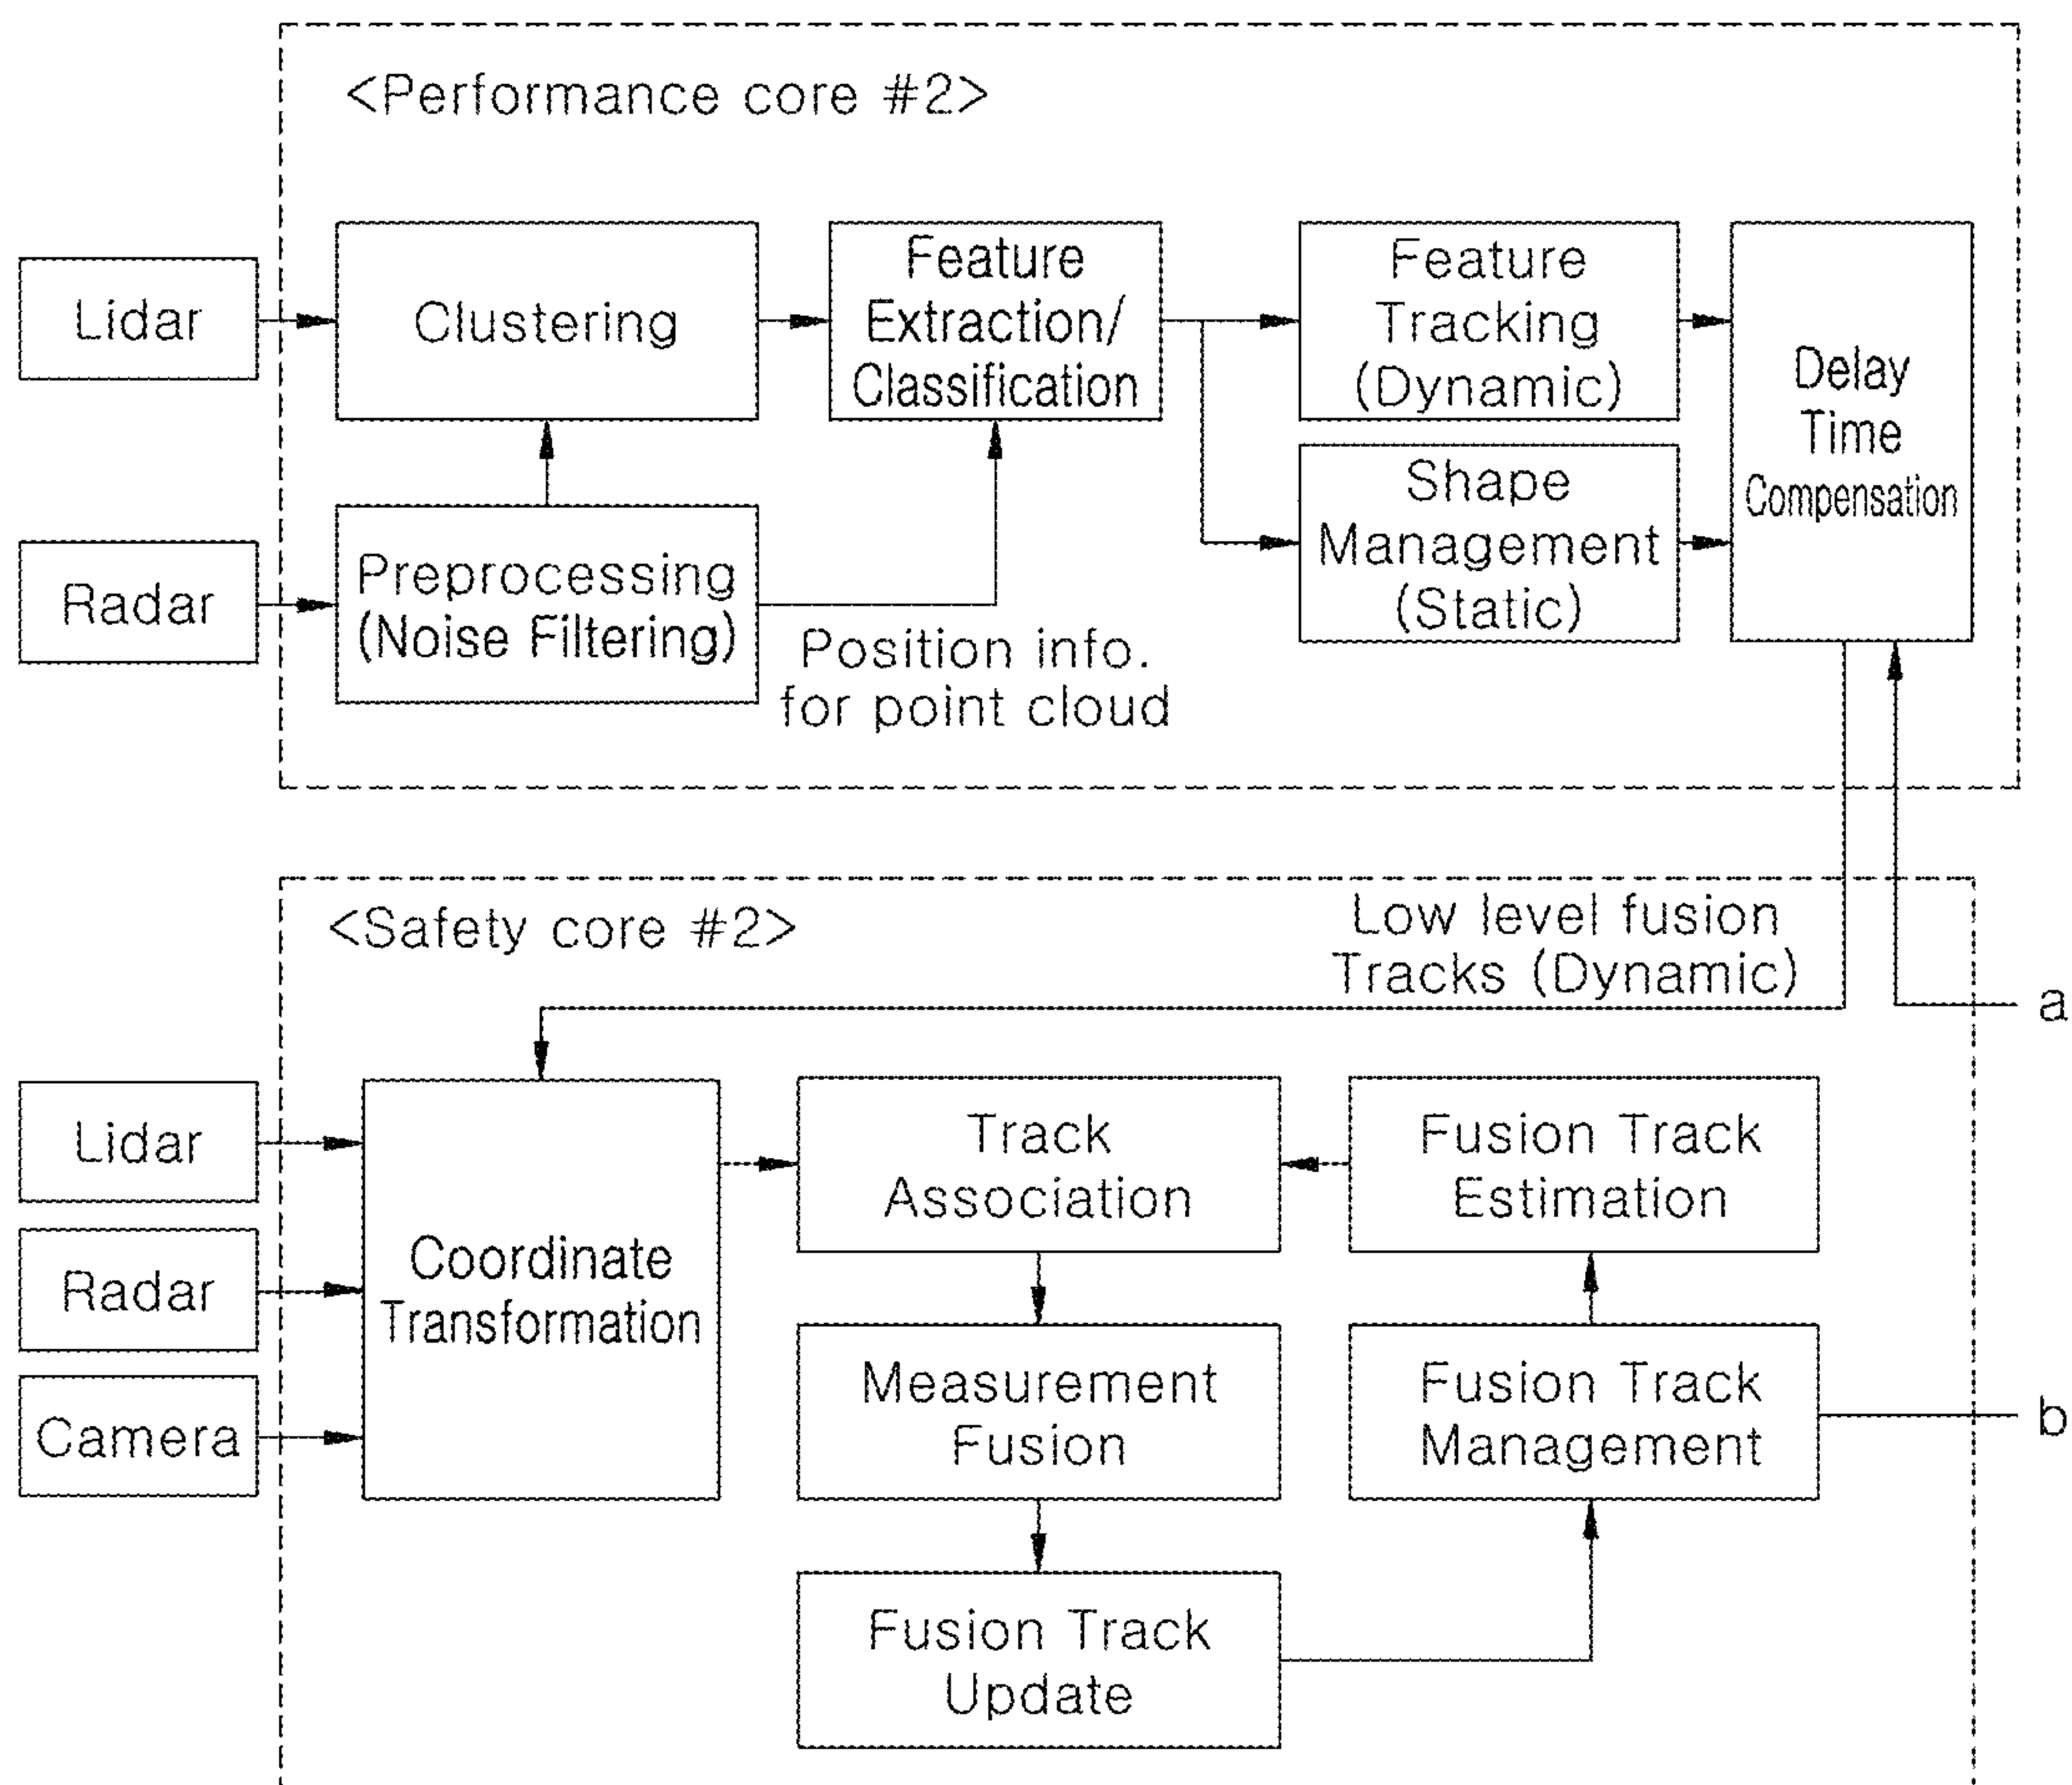 <Performance core #2>
Lidar
Clustering
Feature
Extraction/
Classification
Feature
Tracking
(Dynamic)
Delay
Time
Compensation
Shape
Management
(Static)
Radar
Preprocessing
(Noise Filtering)
Position info.
for point cloud
<Safety core #2>
Low level fusion
Tracks (Dynamic)
a
Lidar
Radar
Camera
Coordinate
Transformation
Track
Association
Fusion Track
Estimation
Measurement
Fusion
Fusion Track
Management
b
Fusion Track
Update